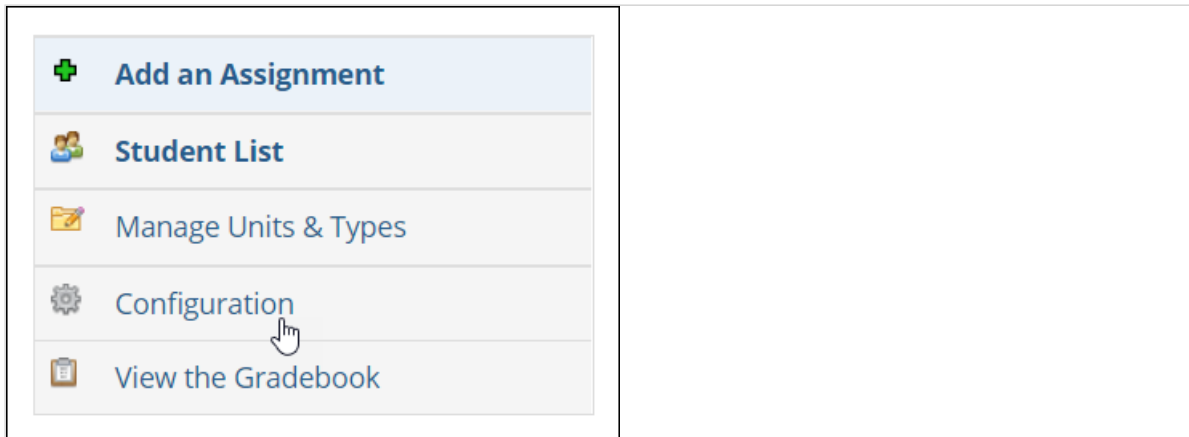 Add an Assignment
Student List
Manage Units & Types
Configuration
View the Gradebook